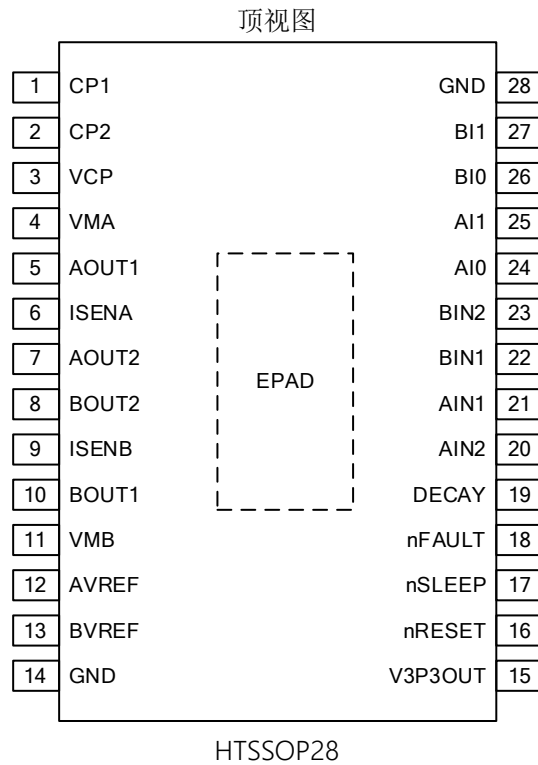 顶视图
1 CP1 GND 28
2 CP2 BI1 27
3 VCP BI0 26
4 VMA AI1 25
5 AOUT1 AI0 24
6 ISENA BIN2 23
7 AOUT2 BIN1 22
EPAD
8 BOUT2 AIN1 21
9 ISENB AIN2 20
10 BOUT1 DECAY 19
11 VMB nFAULT 18
12 AVREF nSLEEP 17
13 BVREF nRESET 16
14 GND V3P3OUT 15
HTSSOP28